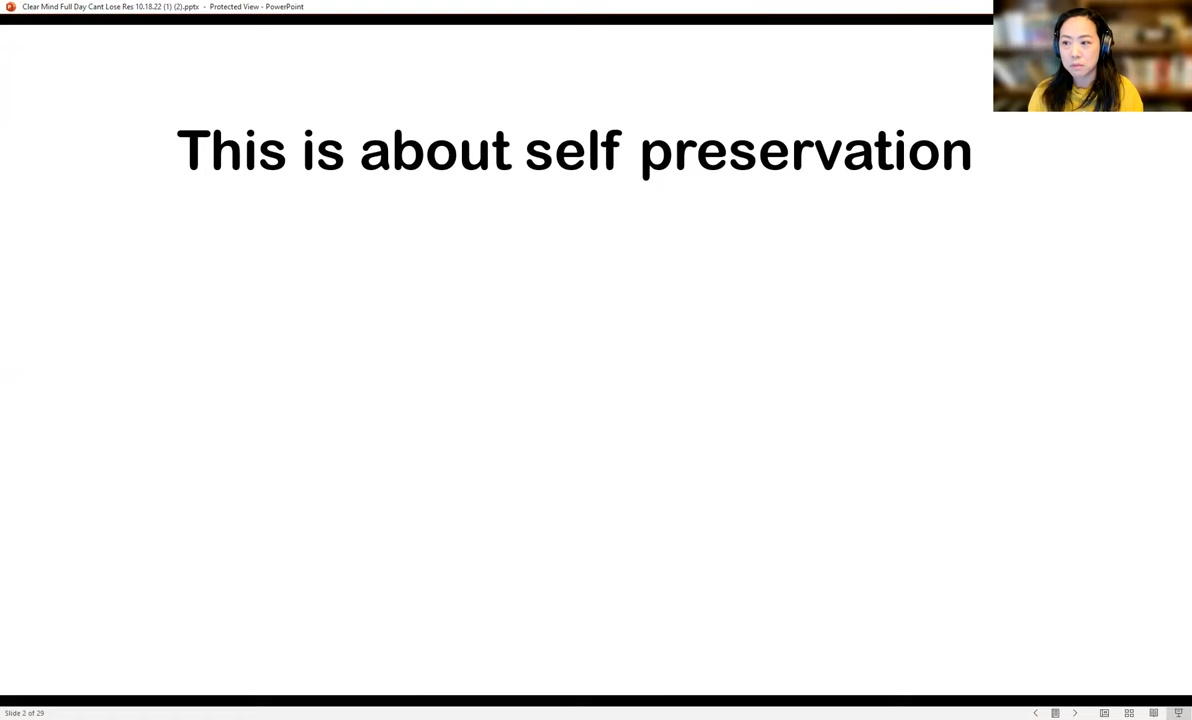 Clear Mind Full Day Cant Lose Res 10.18.22 (1) (2).pptx - Protected View - PowerPoint
This is about self preservation
Slide 2 of 29